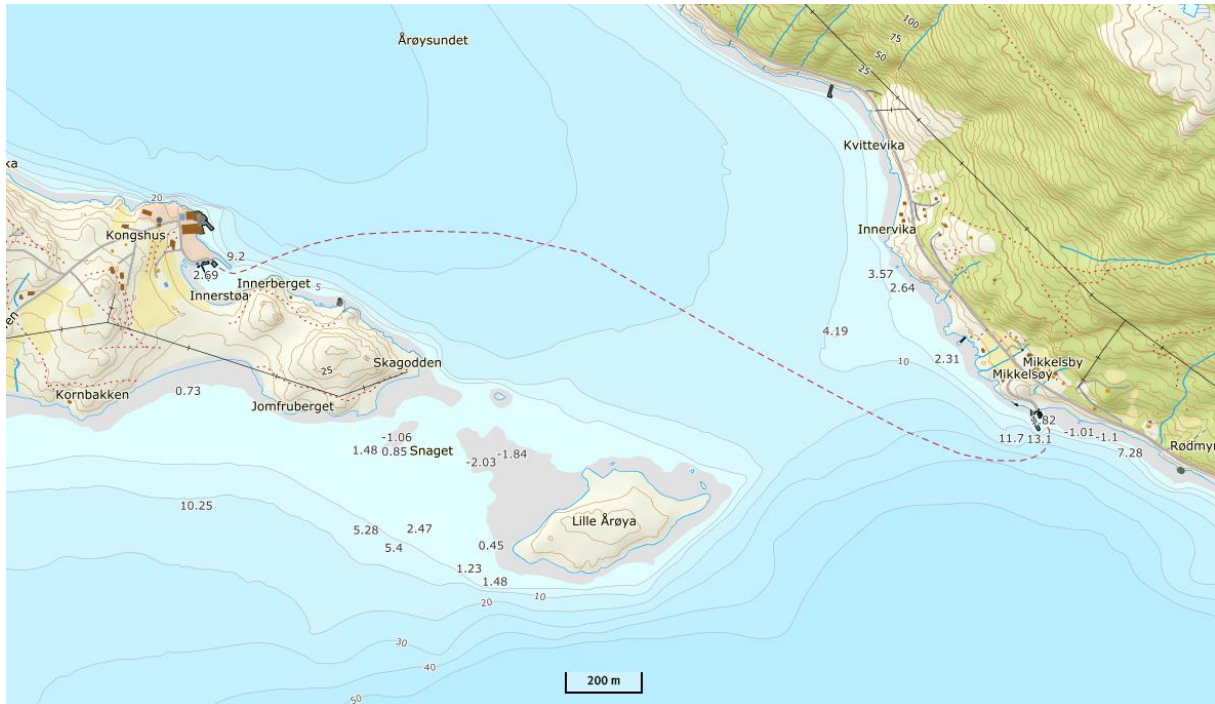 Årøysundet
100
75
50
25
Kvittevika
ka
20
Kongshus
Innervika
9.2
2.69
3.57
Innerberget
2.64
5
Innerstøa
4.19
10
2.31
Skagodden
Mikkelsby
25
Mikkelsøy
0.73
Kornbakken
Jomfruberget
.82
-1.06
11.7
13.1
-1.01
-1.1
Rødmyr
1.48
0.85
Snaget
-2.03
-1.84
7.28
10.25
Lille Årøya
5.28
2.47
5.4
0.45
1.23
1.48
10
20
30
40
50
200 m